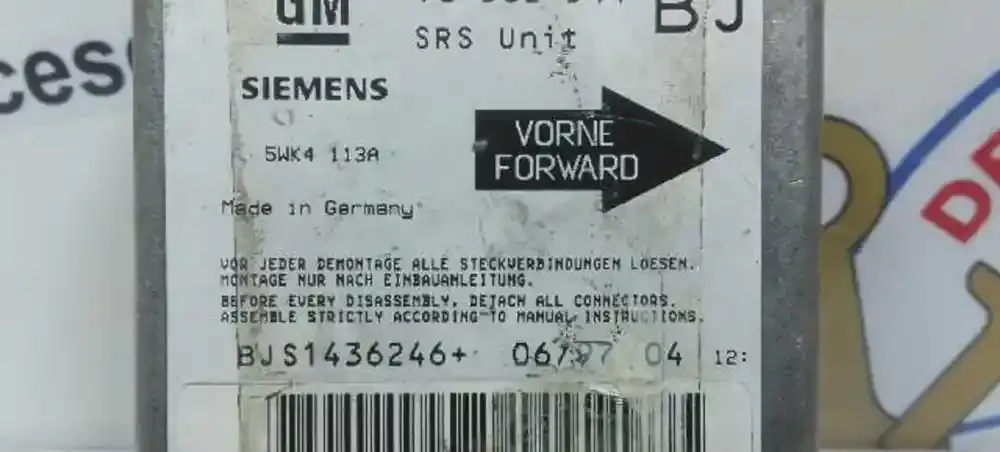 GM
BJ
SRS Unit
SIEMENS
5WK4 113A
VORNE
FORWARD
Made in Germany
VOR JEDER DEMONTAGE ALLE STECKVERBINDUNGEN LOESEN.
MONTAGE NUR NACH EINBAUANLEITUNG.
BEFORE EVERY DISASSEMBLY, DETACH ALL CONNECTORS.
ASSEMBLE STRICTLY ACCORDING TO MANUAL INSTRUCTIONS.
BJS1436246+ 04 12: